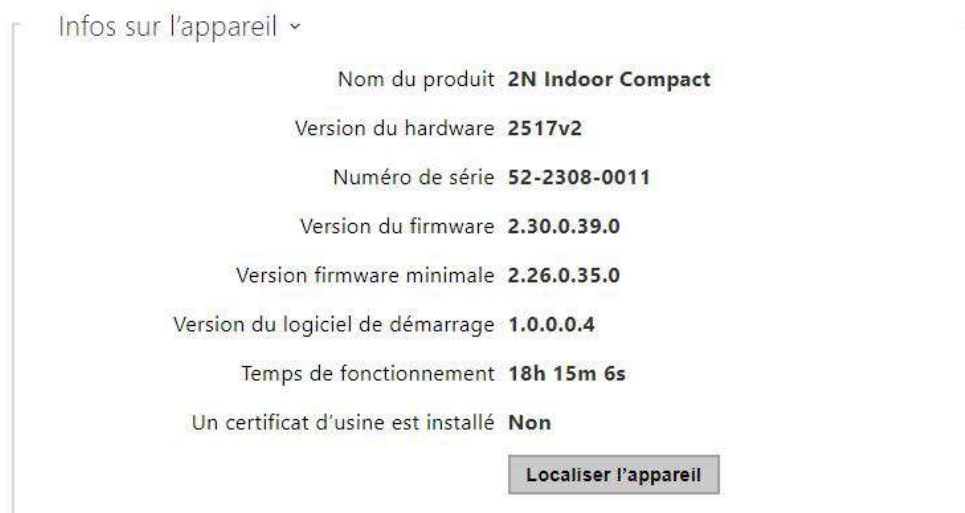 Infos sur l'appareil
Nom du produit 2N Indoor Compact
Version du hardware 2517v2
Numéro de série 52-2308-0011
Version du firmware 2.30.0.39.0
Version firmware minimale 2.26.0.35.0
Version du logiciel de démarrage 1.0.0.0.4
Temps de fonctionnement 18h 15m 6s
Un certificat d'usine est installé Non
Localiser l'appareil